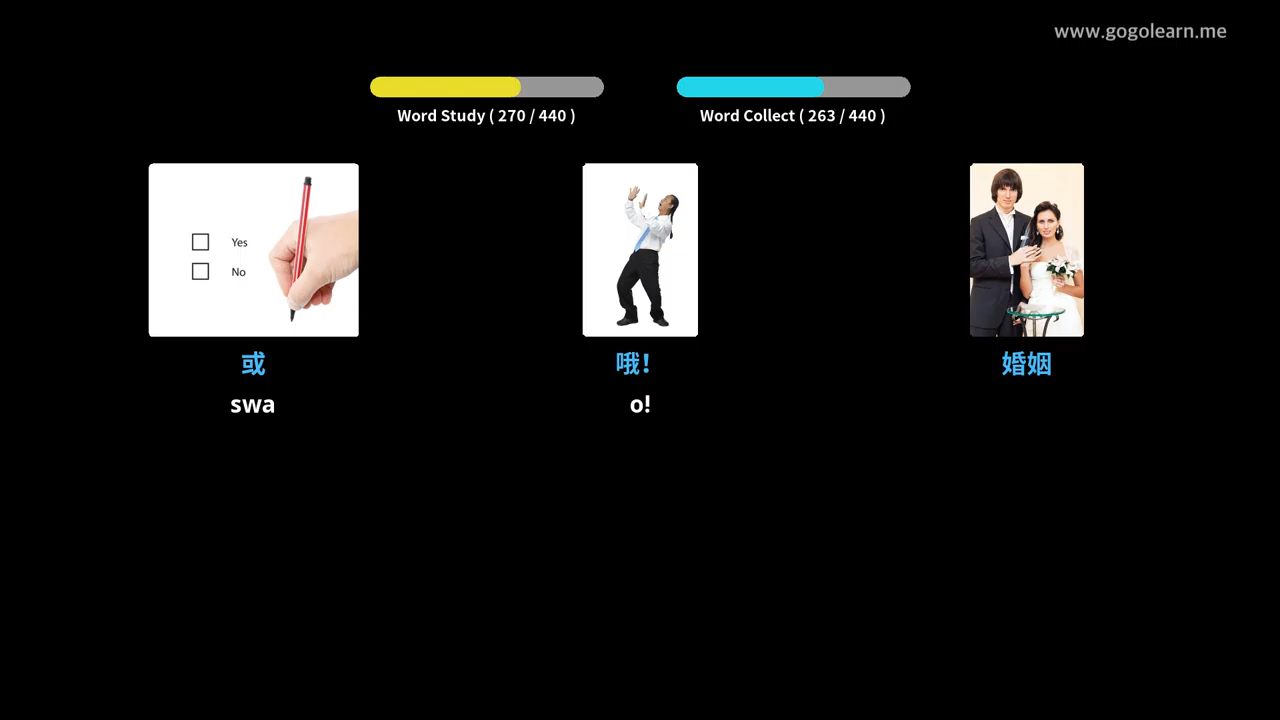 www.gogolearn.me
Word Study ( 270 / 440 )
Word Collect ( 263 / 440 )
Yes
No
或
哦!
婚姻
swa
o!